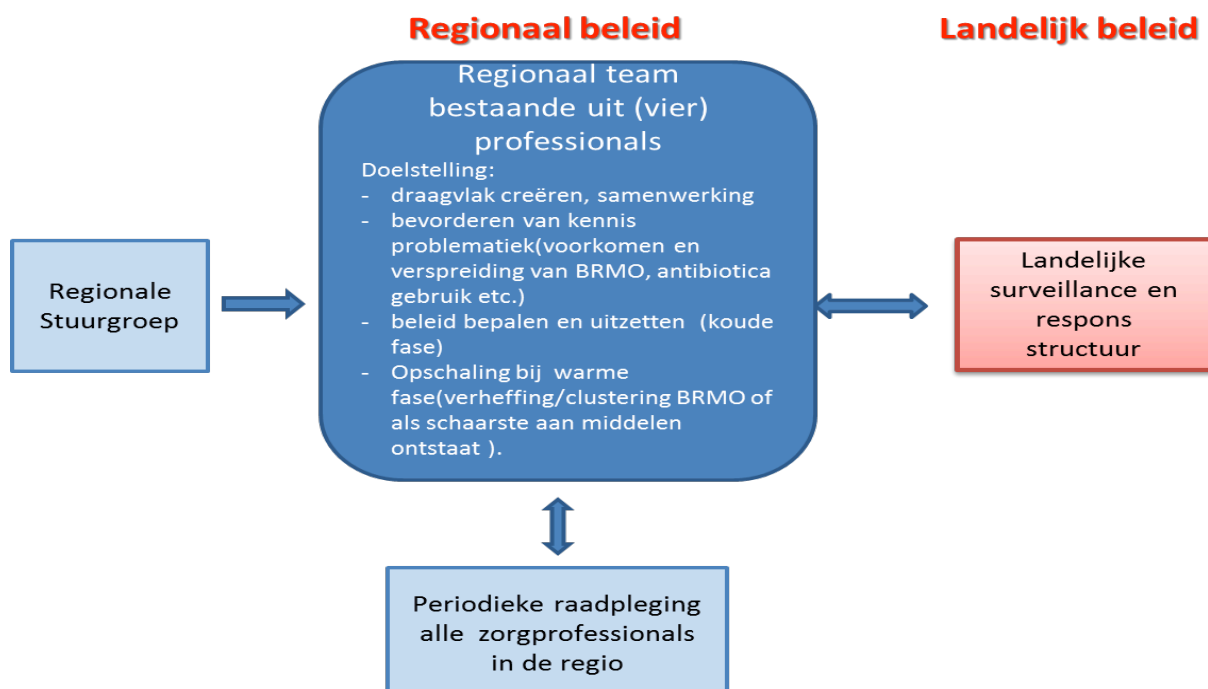 Regionaal beleid
Landelijk beleid
Regionaal team
bestaande uit (vier)
professionals
Doelstelling:
- draagvlak creëren, samenwerking
- bevorderen van kennis
problematiek(voorkomen en
verspreiding van BRMO, antibiotica
gebruik etc.)
- beleid bepalen en uitzetten (koude
fase)
- Opschaling bij warme
fase(verheffing/clustering BRMO of
als schaarste aan middelen
ontstaat ).
Regionale
Stuurgroep
Landelijke
surveillance en
respons
structuur
Periodieke raadpleging
alle zorgprofessionals
in de regio